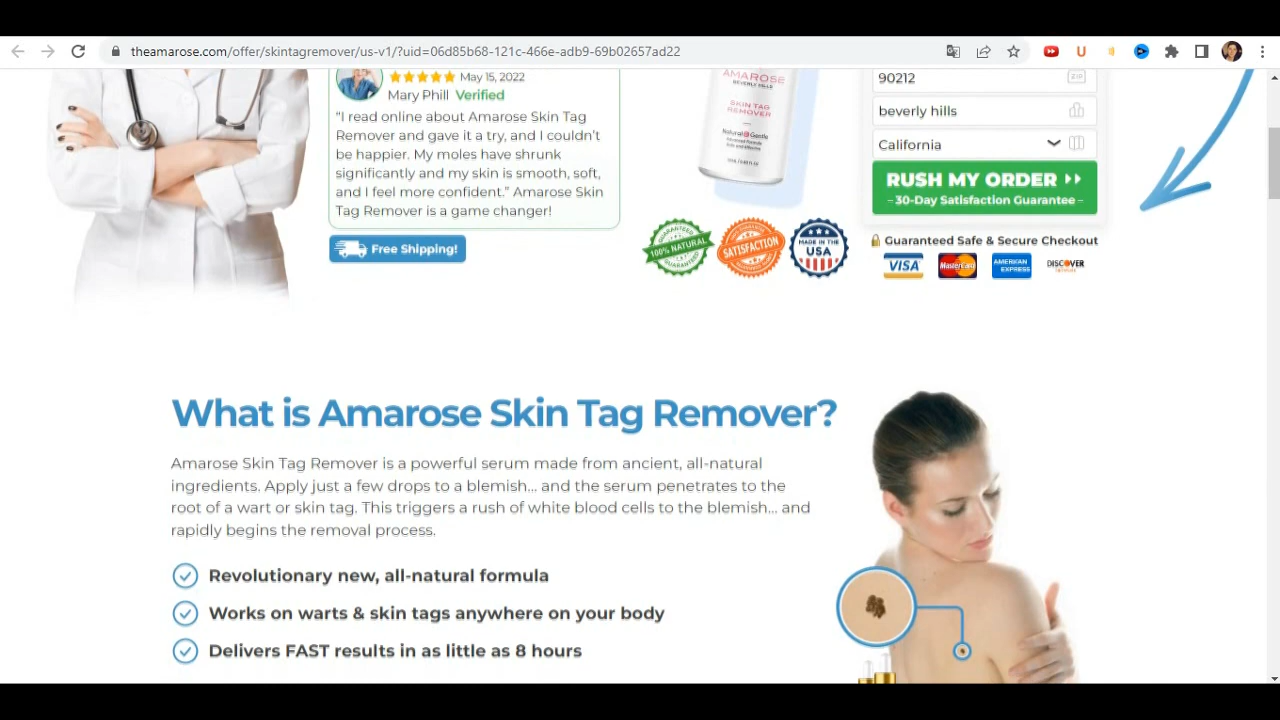 theamarose.com/offer/skintagremover/us-v1/?uid=06d85b68-121c-466e-adb9-69b02657ad22
May 15, 2022
Mary Phill Verified
“I read online about Amarose Skin Tag
Remover and gave it a try, and I couldn’t
be happier. My moles have shrunk
significantly and my skin is smooth, soft,
and I feel more confident.” Amarose Skin
Tag Remover is a game changer!
Free Shipping!
AMAROSE
BEVERLY HILLS
SKIN TAG
REMOVER
Natural & Gentle
GUARANTEED
100% NATURAL
GUARANTEED
SATISFACTION
MADE IN THE
USA
90212
ZIP
beverly hills
California
RUSH MY ORDER
– 30-Day Satisfaction Guarantee –
Guaranteed Safe & Secure Checkout
VISA
MasterCard
AMERICAN
EXPRESS
DISCOVER
What is Amarose Skin Tag Remover?
Amarose Skin Tag Remover is a powerful serum made from ancient, all-natural
ingredients. Apply just a few drops to a blemish... and the serum penetrates to the
root of a wart or skin tag. This triggers a rush of white blood cells to the blemish... and
rapidly begins the removal process.
Revolutionary new, all-natural formula
Works on warts & skin tags anywhere on your body
Delivers FAST results in as little as 8 hours